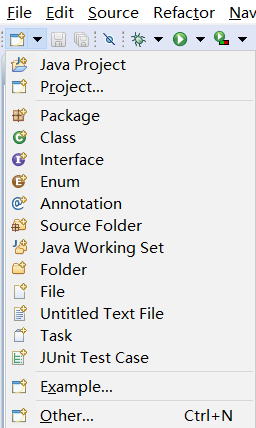 File Edit Source Refactor Nav
Java Project
Project...
Package
Class
Interface
Enum
Annotation
Source Folder
Java Working Set
Folder
File
Untitled Text File
Task
JUnit Test Case
Example...
Other... Ctrl+N